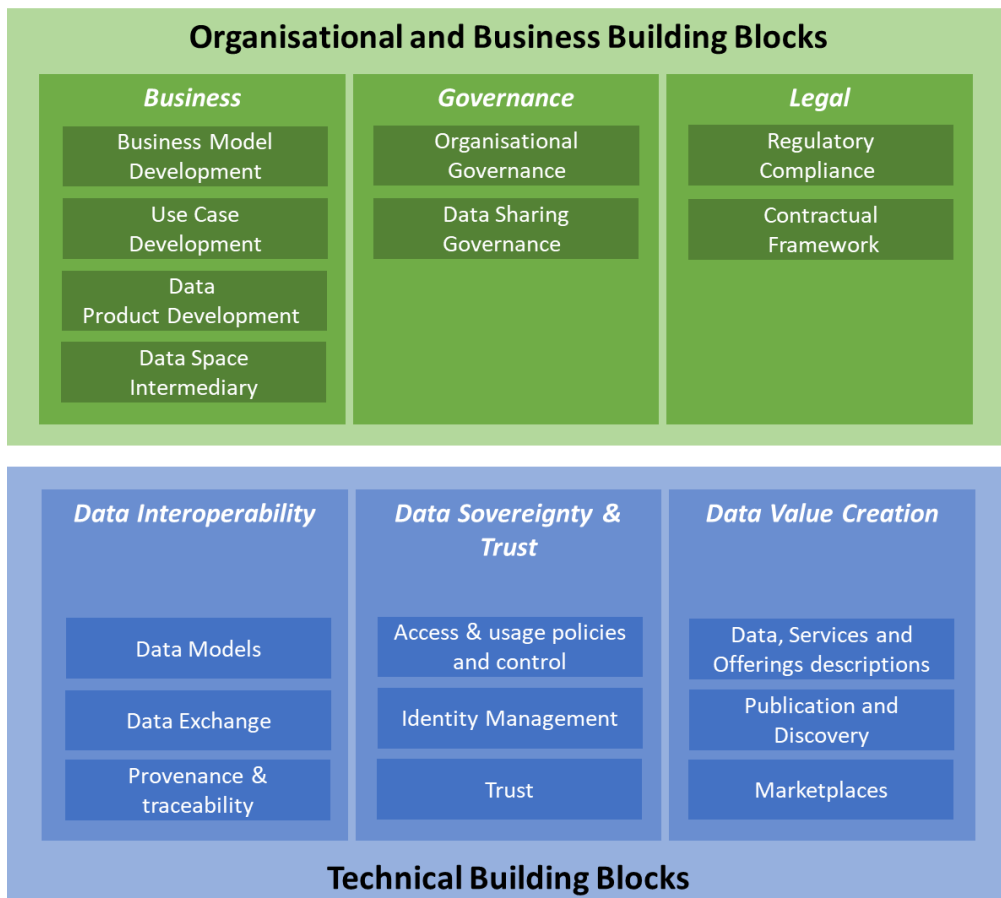 Organisational and Business Building Blocks
Business
Business Model
Development
Use Case
Development
Data
Product Development
Data Space
Intermediary
Governance
Organisational
Governance
Data Sharing
Governance
Legal
Regulatory
Compliance
Contractual
Framework
Data Interoperability
Data Models
Data Exchange
Provenance &
traceability
Data Sovereignty &
Trust
Access & usage policies
and control
Identity Management
Trust
Data Value Creation
Data, Services and
Offerings descriptions
Publication and
Discovery
Marketplaces
Technical Building Blocks